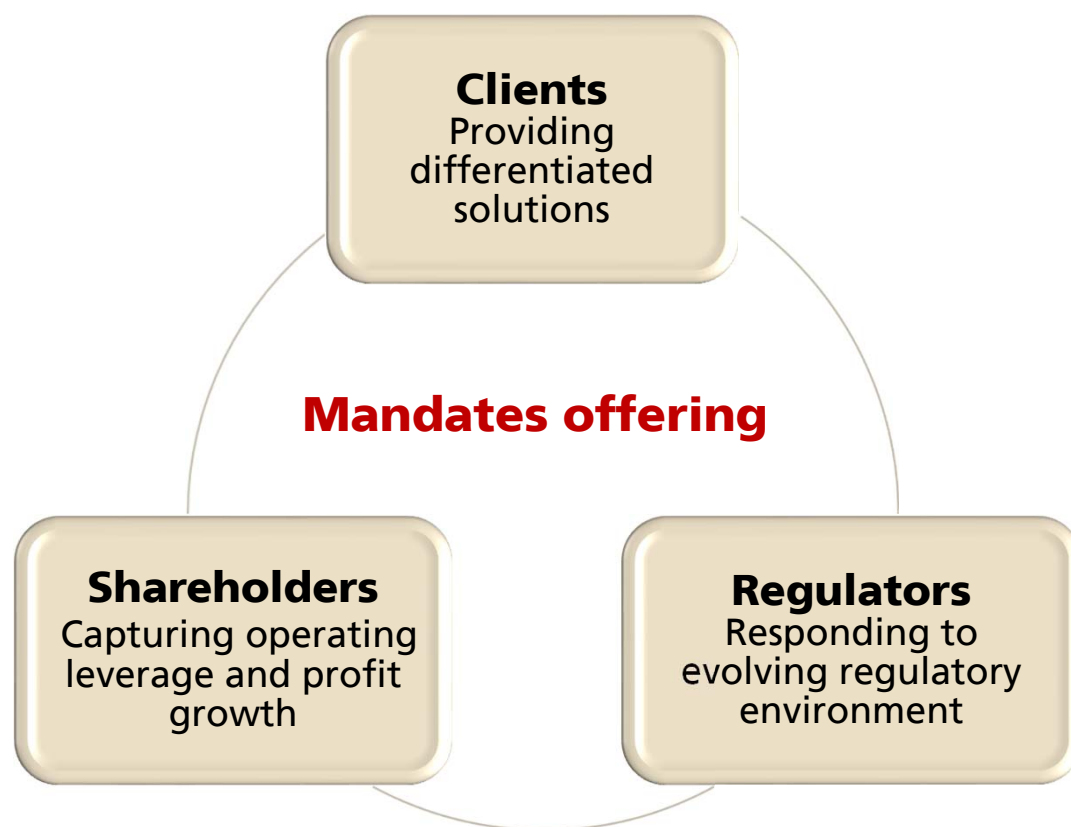 Clients
Providing
differentiated
solutions
Mandates offering
Shareholders
Capturing operating
leverage and profit
growth
Regulators
Responding to
evolving regulatory
environment